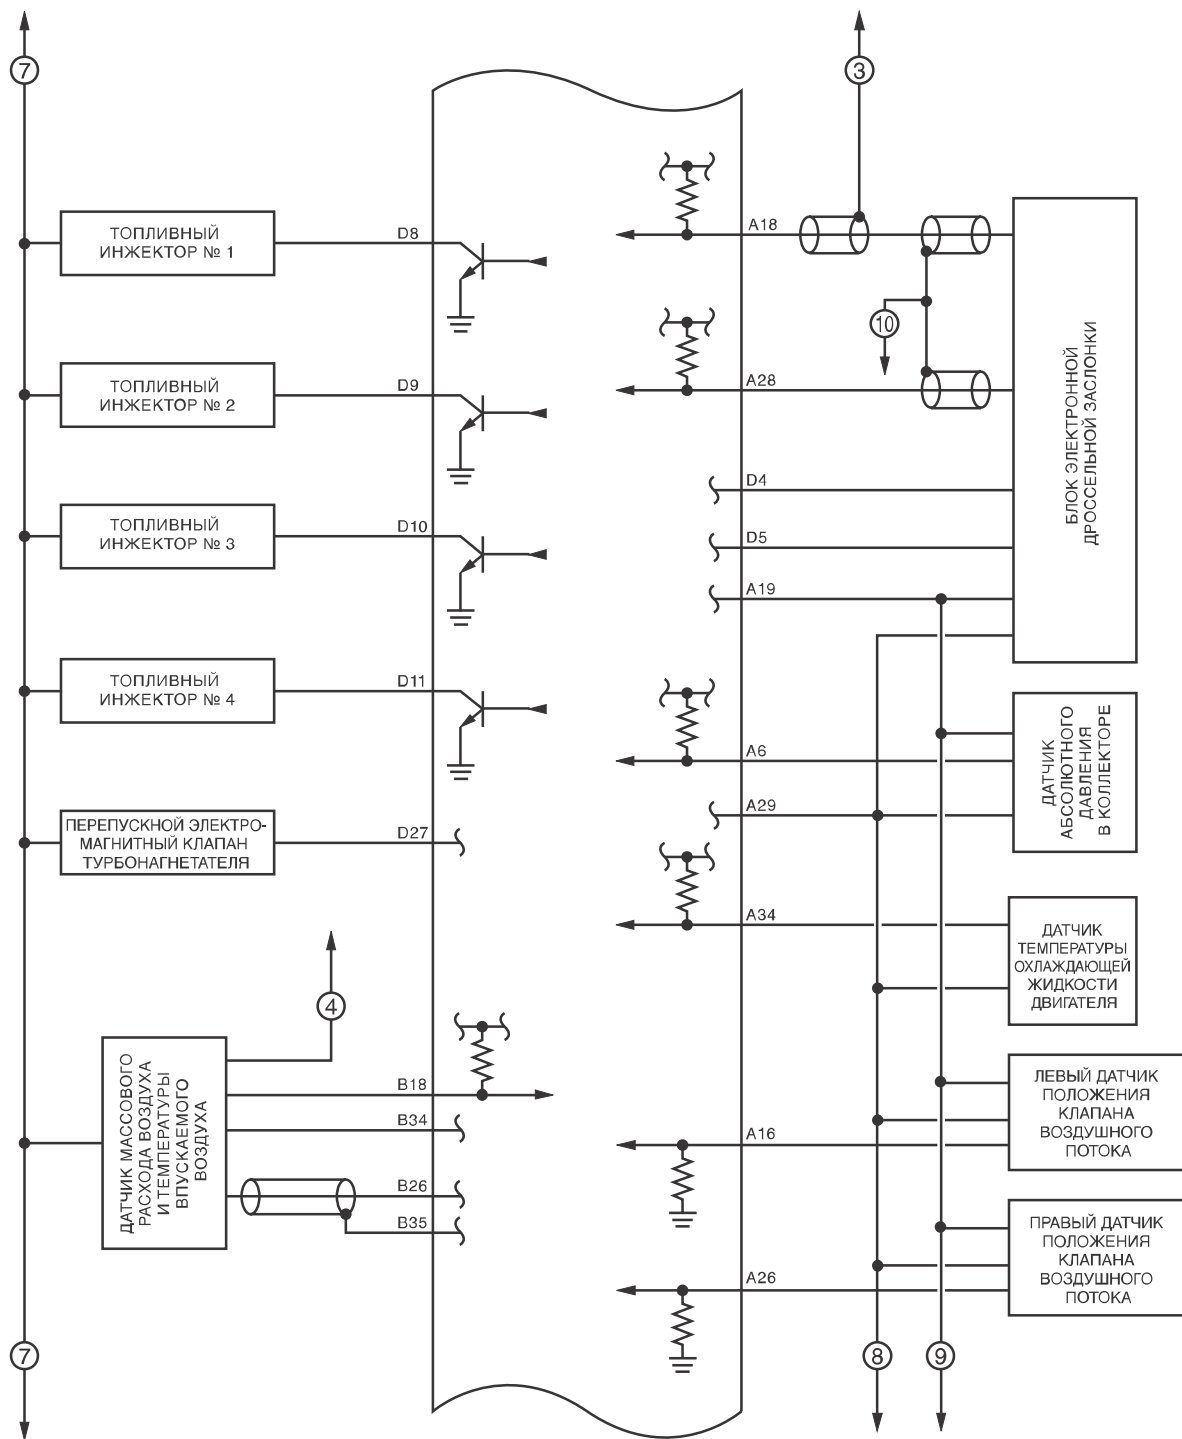 7
3
ТОПЛИВНЫЙ
ИНЖЕКТОР № 1
D8
A18
10
ТОПЛИВНЫЙ
ИНЖЕКТОР № 2
D9
A28
БЛОК ЭЛЕКТРОННОЙ
ДРОССЕЛЬНОЙ ЗАСЛОНКИ
D4
ТОПЛИВНЫЙ
ИНЖЕКТОР № 3
D10
D5
A19
ТОПЛИВНЫЙ
ИНЖЕКТОР № 4
D11
A6
ДАТЧИК
АБСОЛЮТНОГО
ДАВЛЕНИЯ
В КОЛЛЕКТОРЕ
A29
ПЕРЕПУСКНОЙ ЭЛЕКТРО-
МАГНИТНЫЙ КЛАПАН
ТУРБОНАГНЕТАТЕЛЯ
D27
A34
ДАТЧИК
ТЕМПЕРАТУРЫ
ОХЛАЖДАЮЩЕЙ
ЖИДКОСТИ
ДВИГАТЕЛЯ
4
ДАТЧИК МАССОВОГО
РАСХОДА ВОЗДУХА
И ТЕМПЕРАТУРЫ
ВПУСКАЕМОГО
ВОЗДУХА
B18
B34
B26
B35
ЛЕВЫЙ ДАТЧИК
ПОЛОЖЕНИЯ
КЛАПАНА
ВОЗДУШНОГО
ПОТОКА
A16
ПРАВЫЙ ДАТЧИК
ПОЛОЖЕНИЯ
КЛАПАНА
ВОЗДУШНОГО
ПОТОКА
A26
7
8
9